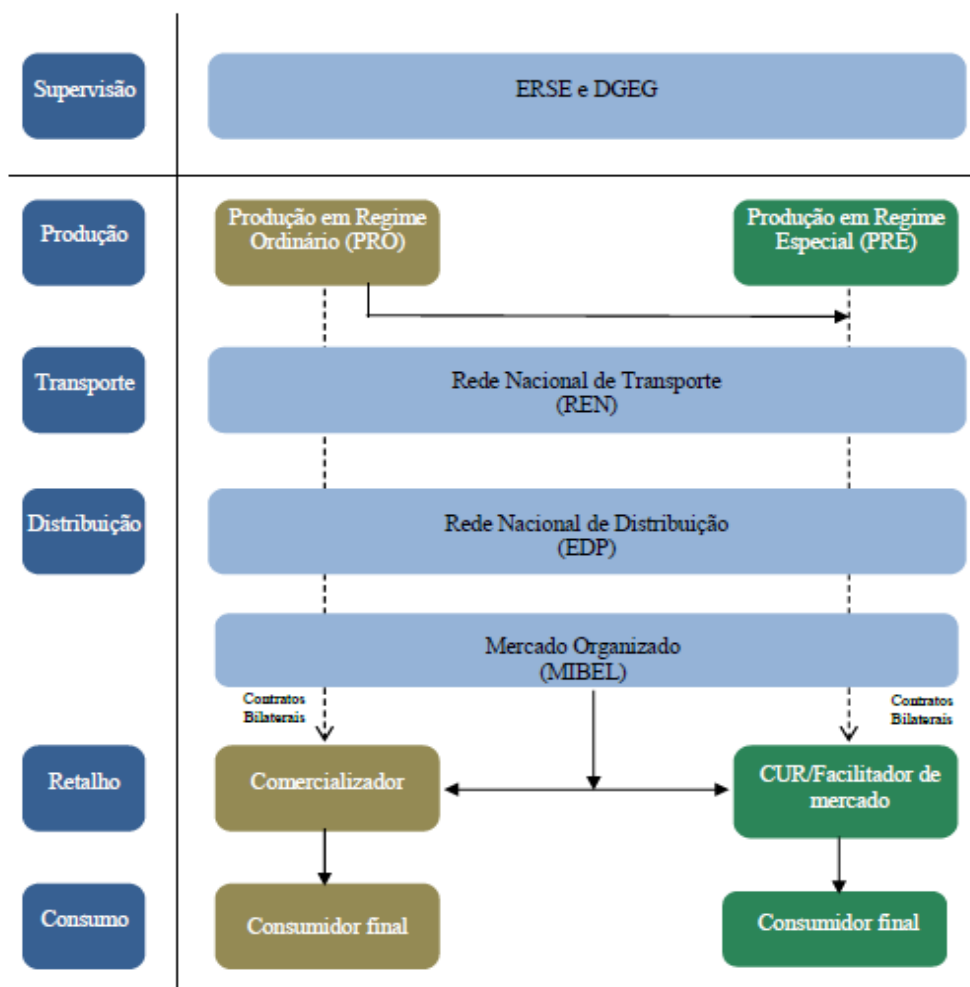 Supervisão
ERSE e DGEG
Produção
Produção em Regime
Ordinário (PRO)
Produção em Regime
Especial (PRE)
Transporte
Rede Nacional de Transporte
(REN)
Distribuição
Rede Nacional de Distribuição
(EDP)
Mercado Organizado
(MIBEL)
Contratos
Bilaterais
Contratos
Bilaterais
Retalho
Comercializador
CUR/Facilitador de
mercado
Consumo
Consumidor final
Consumidor final